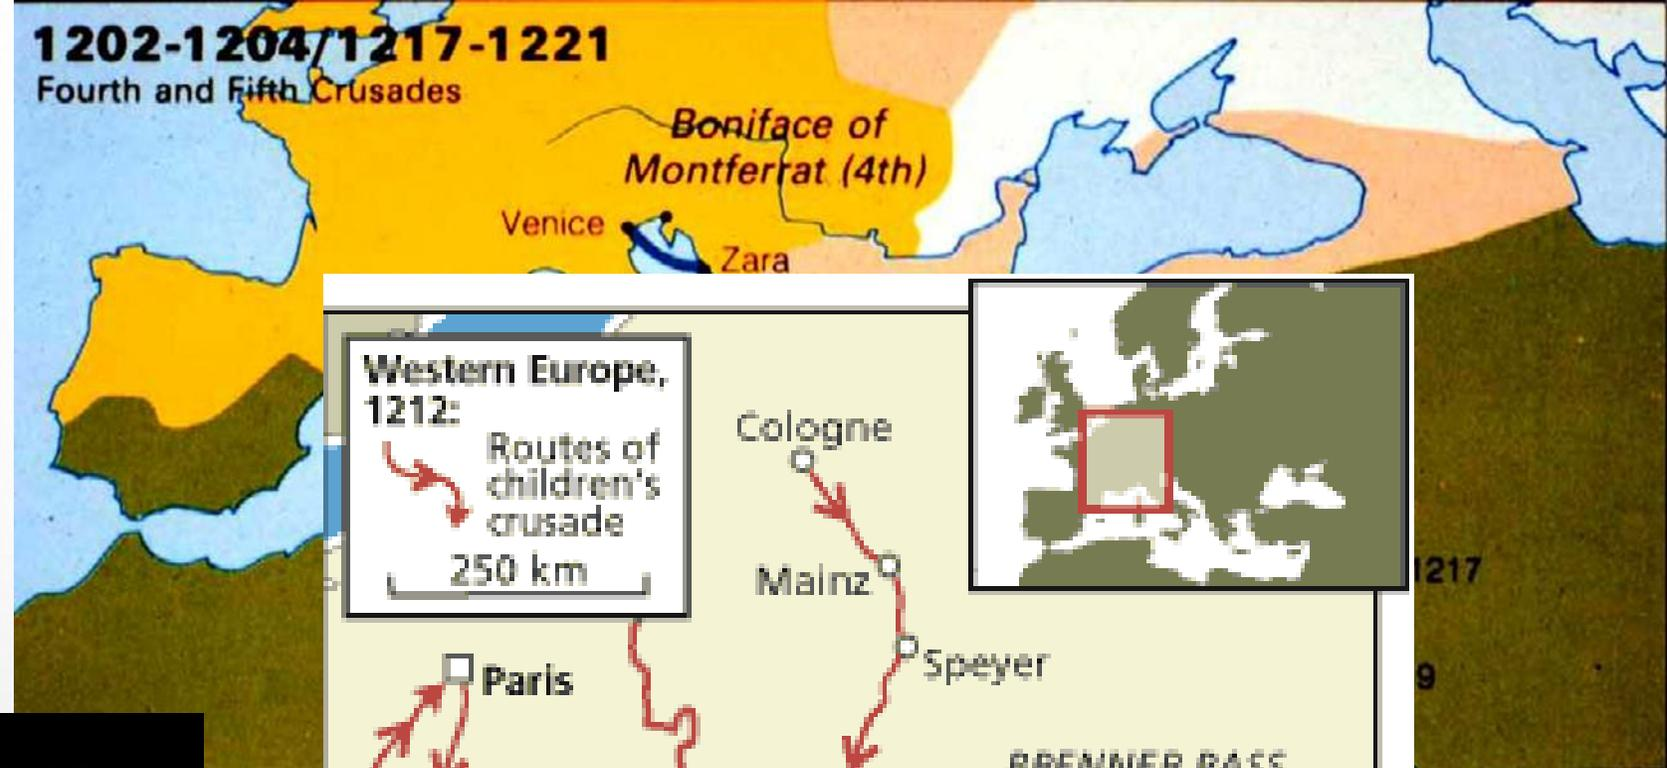 1202-1204/1217-1221
Fourth and Fifth Crusades
Boniface of
Montferrat (4th)
Venice
Zara
Western Europe,
1212:
Routes of
children's
crusade
250 km
Cologne
Mainz
Speyer
Paris
BRENNER PASS
1217
9